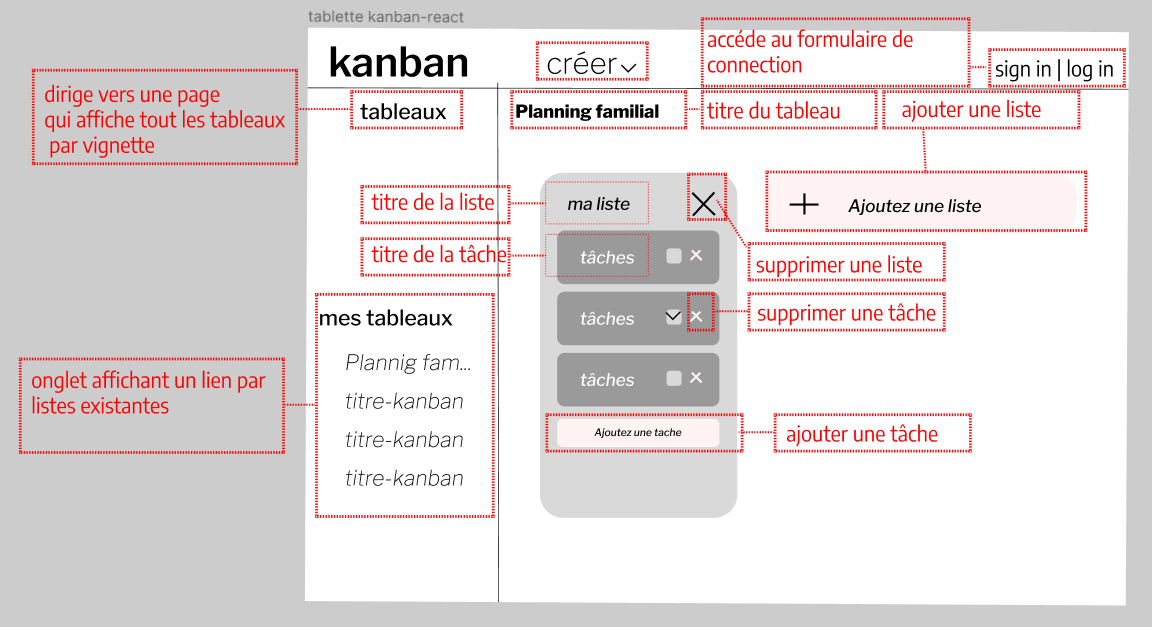 tablette kanban-react
kanban
créer
accéde au formulaire de
connection
sign in | log in
dirige vers une page
qui affiche tout les tableaux
par vignette
tableaux
Planning familial
titre du tableau
ajouter une liste
titre de la liste
ma liste
Ajoutez une liste
titre de la tâche
tâches
supprimer une liste
mes tableaux
tâches
supprimer une tâche
Plannig fam...
onglet affichant un lien par
listes existantes
titre-kanban
titre-kanban
titre-kanban
tâches
Ajoutez une tache
ajouter une tâche